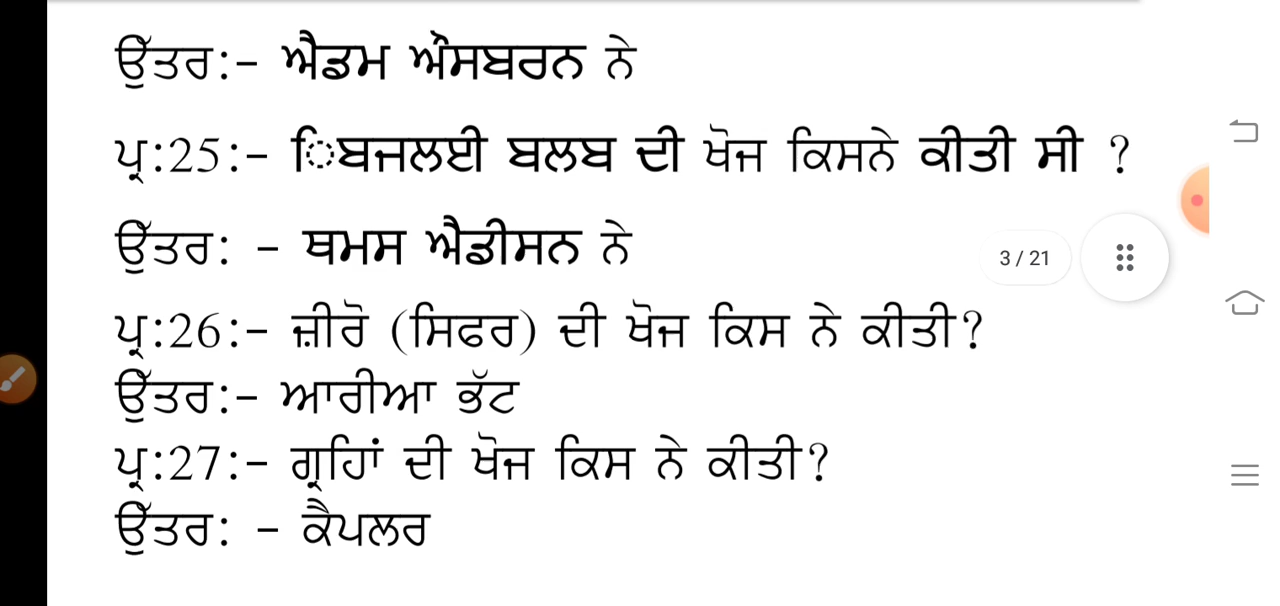 ਉੱਤਰ:- ਐਡਮ ਔਸਬਰਨ ਨੇ
ਪ੍ਰ:25:- ਿਬਜਲਈ ਬਲਬ ਦੀ ਖੋਜ ਕਿਸਨੇ ਕੀਤੀ ਸੀ ?
ਉੱਤਰ: - ਥਮਸ ਐਡੀਸਨ ਨੇ
3 / 21
ਪ੍ਰ:26:- ਜ਼ੀਰੋ (ਸਿਫਰ) ਦੀ ਖੋਜ ਕਿਸ ਨੇ ਕੀਤੀ?
ਉੱਤਰ:- ਆਰੀਆ ਭੱਟ
ਪ੍ਰ:27:- ਗ੍ਰਹਿਾਂ ਦੀ ਖੋਜ ਕਿਸ ਨੇ ਕੀਤੀ?
ਉੱਤਰ: - ਕੈਪਲਰ